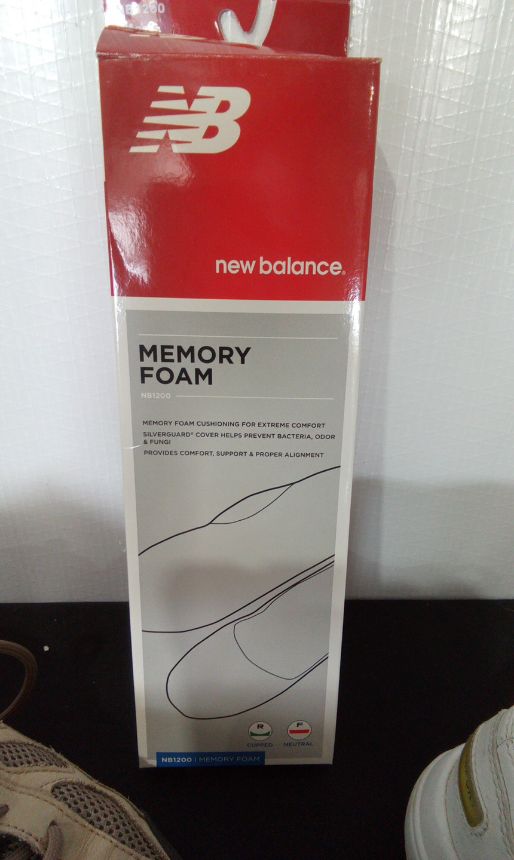 NB
new balance.
MEMORY
FOAM
NB1200
MEMORY FOAM CUSHIONING FOR EXTREME COMFORT
SILVERGUARD® COVER HELPS PREVENT BACTERIA, ODOR
& FUNGI
PROVIDES COMFORT, SUPPORT & PROPER ALIGNMENT
R F
CUPPED NEUTRAL
NB1200 | MEMORY FOAM